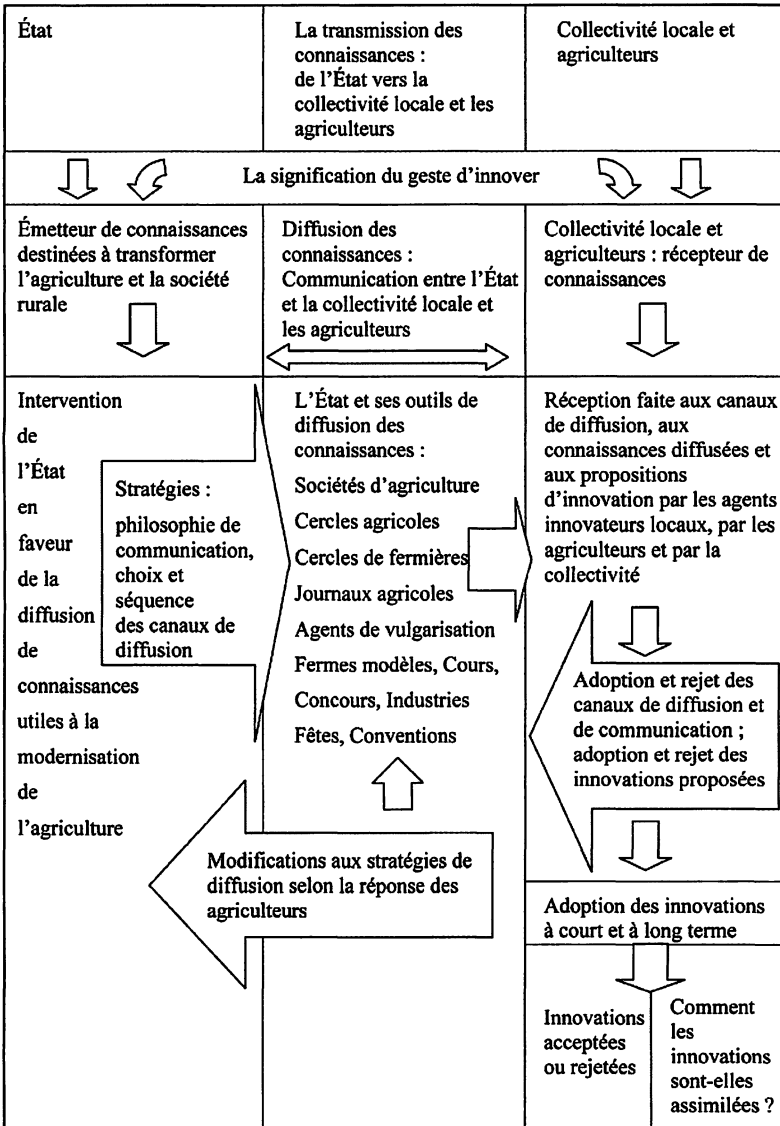 État
La transmission des
connaissances :
de l'État vers la
collectivité locale et les
agriculteurs
Collectivité locale et
agriculteurs
La signification du geste d'innover
Émetteur de connaissances
destinées à transformer
l'agriculture et la société
rurale
Diffusion des
connaissances :
Communication entre l'État
et la collectivité locale et
les agriculteurs
Collectivité locale et
agriculteurs : récepteur de
connaissances
Intervention
de
l'État
en
faveur
de la
diffusion
de
connaissances
utiles à la
modernisation
de
l'agriculture
Stratégies :
philosophie de
communication,
choix et
séquence
des canaux de
diffusion
L'État et ses outils de
diffusion des
connaissances :
Sociétés d'agriculture
Cercles agricoles
Cercles de fermières
Journaux agricoles
Agents de vulgarisation
Fermes modèles, Cours,
Concours, Industries
Fêtes, Conventions
Réception faite aux canaux
de diffusion, aux
connaissances diffusées et
aux propositions
d'innovation par les agents
innovateurs locaux, par les
agriculteurs et par la
collectivité
Adoption et rejet des
canaux de diffusion et
de communication ;
adoption et rejet des
innovations proposées
Modifications aux stratégies de
diffusion selon la réponse des
agriculteurs
Adoption des innovations
à court et à long terme
Innovations
acceptées
ou rejetées
Comment
les
innovations
sont-elles
assimilées ?